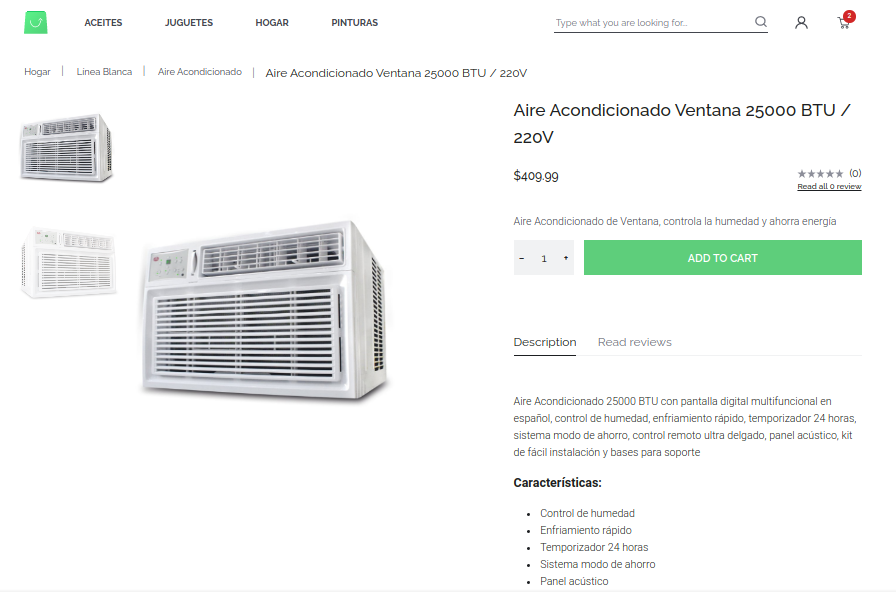 ACEITES JUGUETES HOGAR PINTURAS
Type what you are looking for..
2
Hogar | Línea Blanca | Aire Acondicionado | Aire Acondicionado Ventana 25000 BTU / 220V
Aire Acondicionado Ventana 25000 BTU /
220V
$409.99
★★★★★ (0)
Read all 0 review
Aire Acondicionado de Ventana, controla la humedad y ahorra energía
- 1 +
ADD TO CART
Description Read reviews
Aire Acondicionado 25000 BTU con pantalla digital multifuncional en
español, control de humedad, enfriamiento rápido, temporizador 24 horas,
sistema modo de ahorro, control remoto ultra delgado, panel acústico, kit
de fácil instalación y bases para soporte
Características:
• Control de humedad
• Enfriamiento rápido
• Temporizador 24 horas
• Sistema modo de ahorro
• Panel acústico